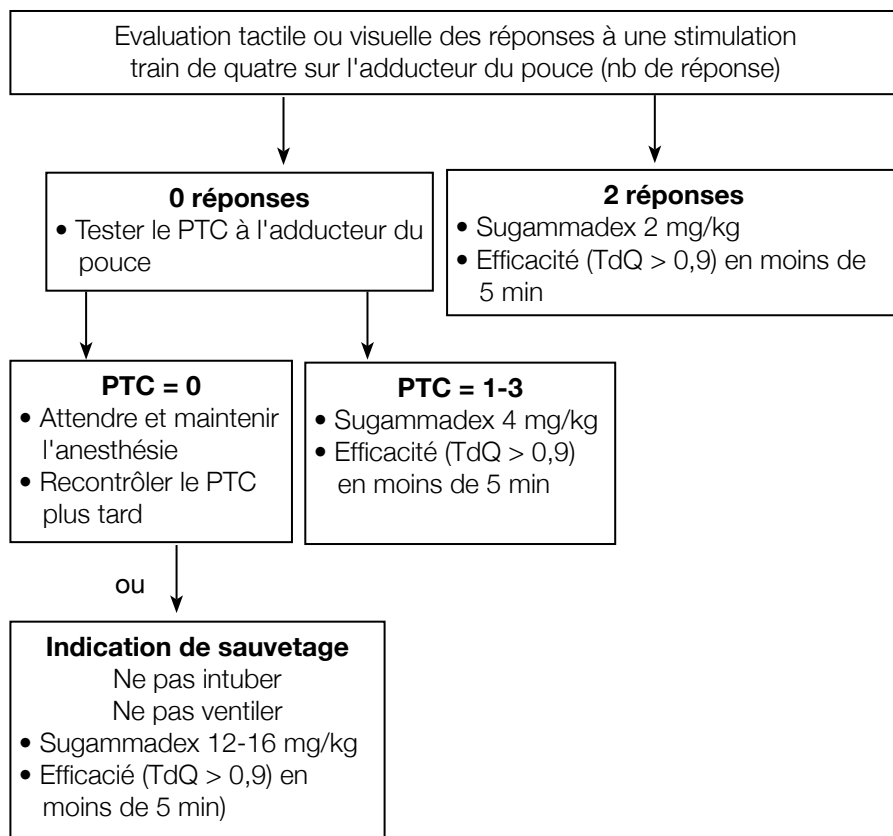 Evaluation tactile ou visuelle des réponses à une stimulation
train de quatre sur l'adducteur du pouce (nb de réponse)
0 réponses
• Tester le PTC à l'adducteur du
pouce
2 réponses
• Sugammadex 2 mg/kg
• Efficacité (TdQ > 0,9) en moins de
5 min
PTC = 0
• Attendre et maintenir
l'anesthésie
• Recontrôler le PTC
plus tard
PTC = 1-3
• Sugammadex 4 mg/kg
• Efficacité (TdQ > 0,9)
en moins de 5 min
ou
Indication de sauvetage
Ne pas intuber
Ne pas ventiler
• Sugammadex 12-16 mg/kg
• Efficacié (TdQ > 0,9) en
moins de 5 min)